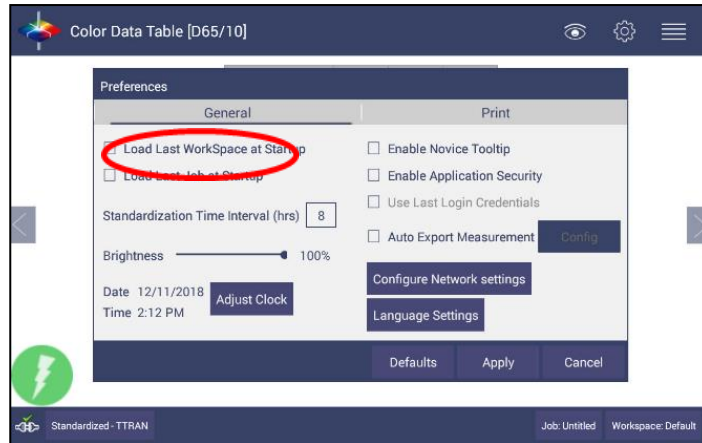 Color Data Table [D65/10]
Preferences
General
Print
Load Last WorkSpace at Startup
Load Last Job at Startup
Standardization Time Interval (hrs) 8
Brightness 100%
Date 12/11/2018
Time 2:12 PM
Adjust Clock
Enable Novice Tooltip
Enable Application Security
Use Last Login Credentials
Auto Export Measurement Config
Configure Network settings
Language Settings
Defaults Apply Cancel
Standardized - TTRAN
Job: Untitled Workspace: Default